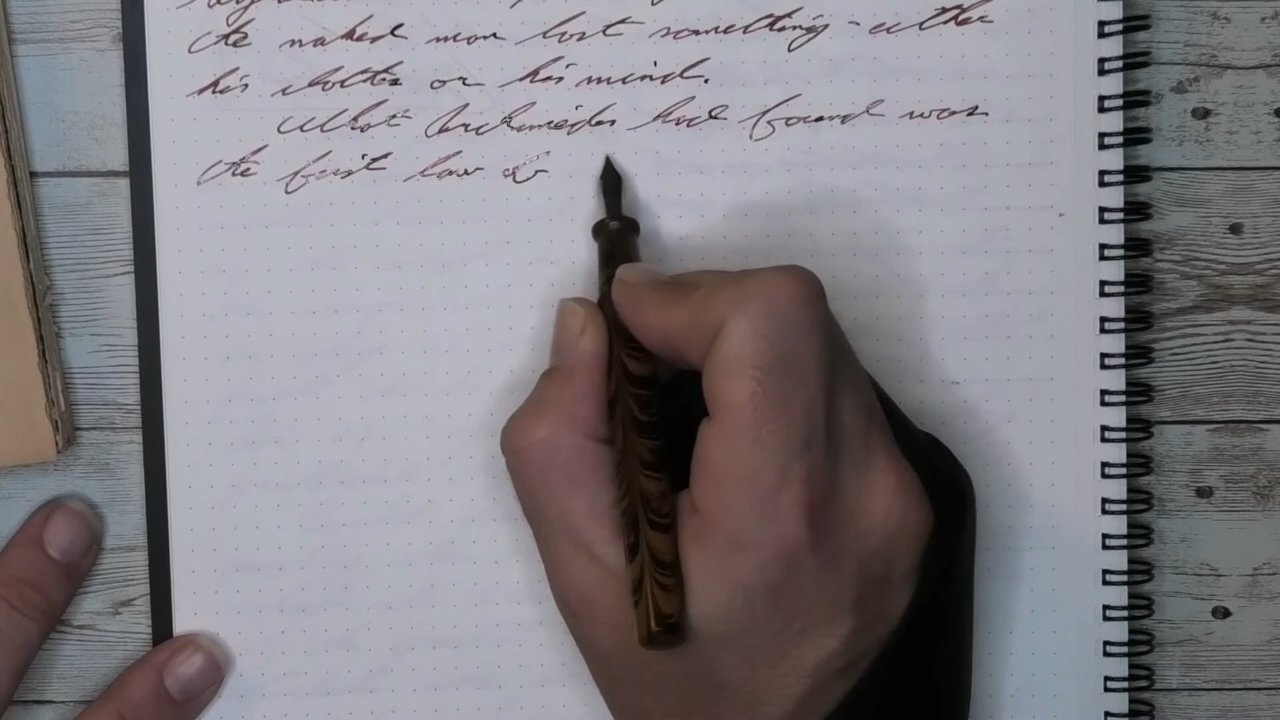 the naked man lost something - either
his clothes or his mind.
What Archimedes had found was
the first law of